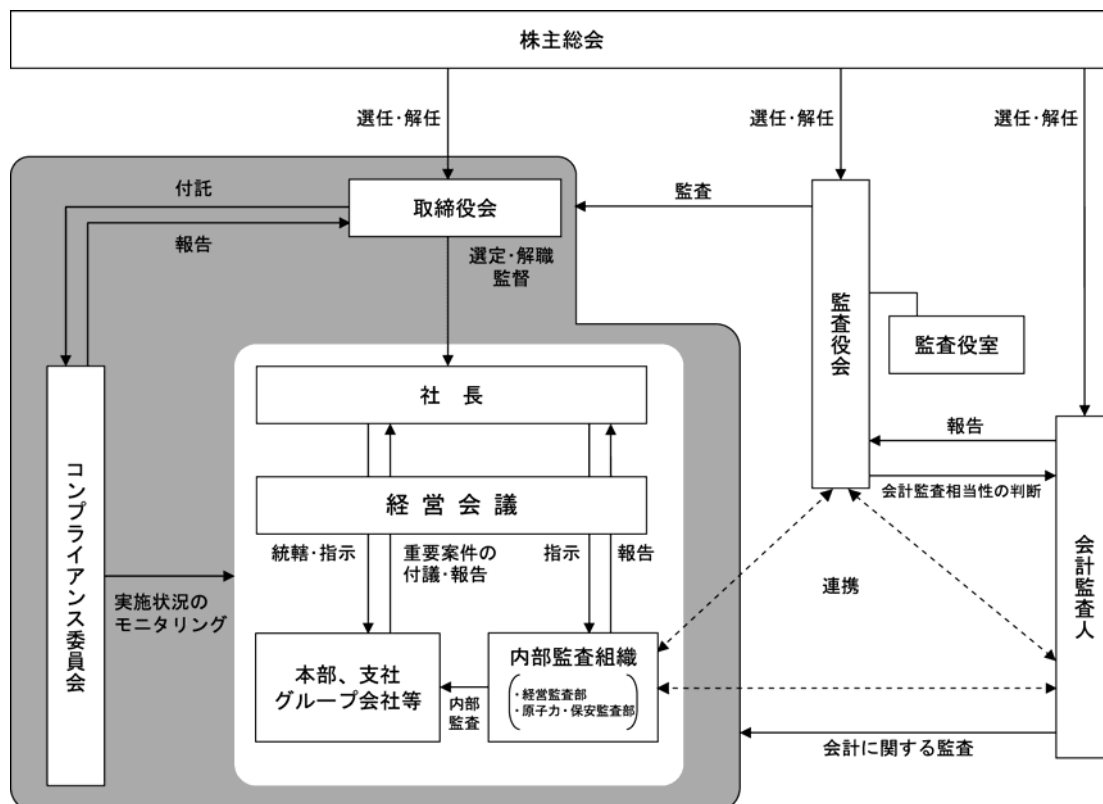 株主総会
選任・解任
選任・解任
選任・解任
付託
取締役会
監査
報告
選定・解職
監督
監査役会
監査役室
社　長
報告
コンプライアンス委員会
会計監査相当性の判断
経 営 会 議
会計監査人
統轄・指示
重要案件の
付議・報告
指示
報告
連携
実施状況の
モニタリング
本部、支社
グループ会社等
内部
監査
内部監査組織
・経営監査部
・原子力・保安監査部
会計に関する監査